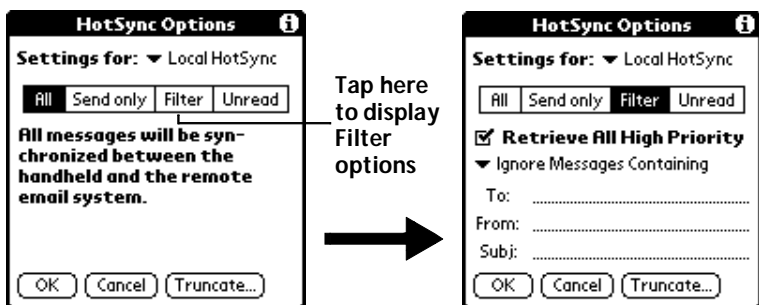 HotSync Options
Settings for: Local HotSync
All Send only Filter Unread
All messages will be syn-
chronized between the
handheld and the remote
email system.
OK Cancel Truncate...
Tap here
to display
Filter
options
HotSync Options
Settings for: Local HotSync
All Send only Filter Unread
Retrieve All High Priority
Ignore Messages Containing
To:
From:
Subj:
OK Cancel Truncate...